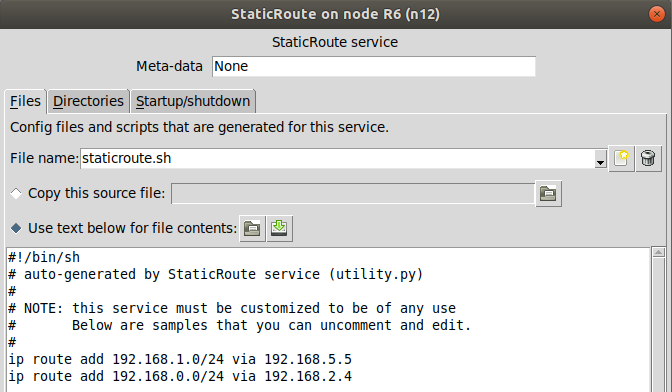 StaticRoute on node R6 (n12)
StaticRoute service
Meta-data None
Files Directories Startup/shutdown
Config files and scripts that are generated for this service.
File name: staticroute.sh
Copy this source file:
Use text below for file contents:
#!/bin/sh
# auto-generated by StaticRoute service (utility.py)
#
# NOTE: this service must be customized to be of any use
#       Below are samples that you can uncomment and edit.
#
ip route add 192.168.1.0/24 via 192.168.5.5
ip route add 192.168.0.0/24 via 192.168.2.4